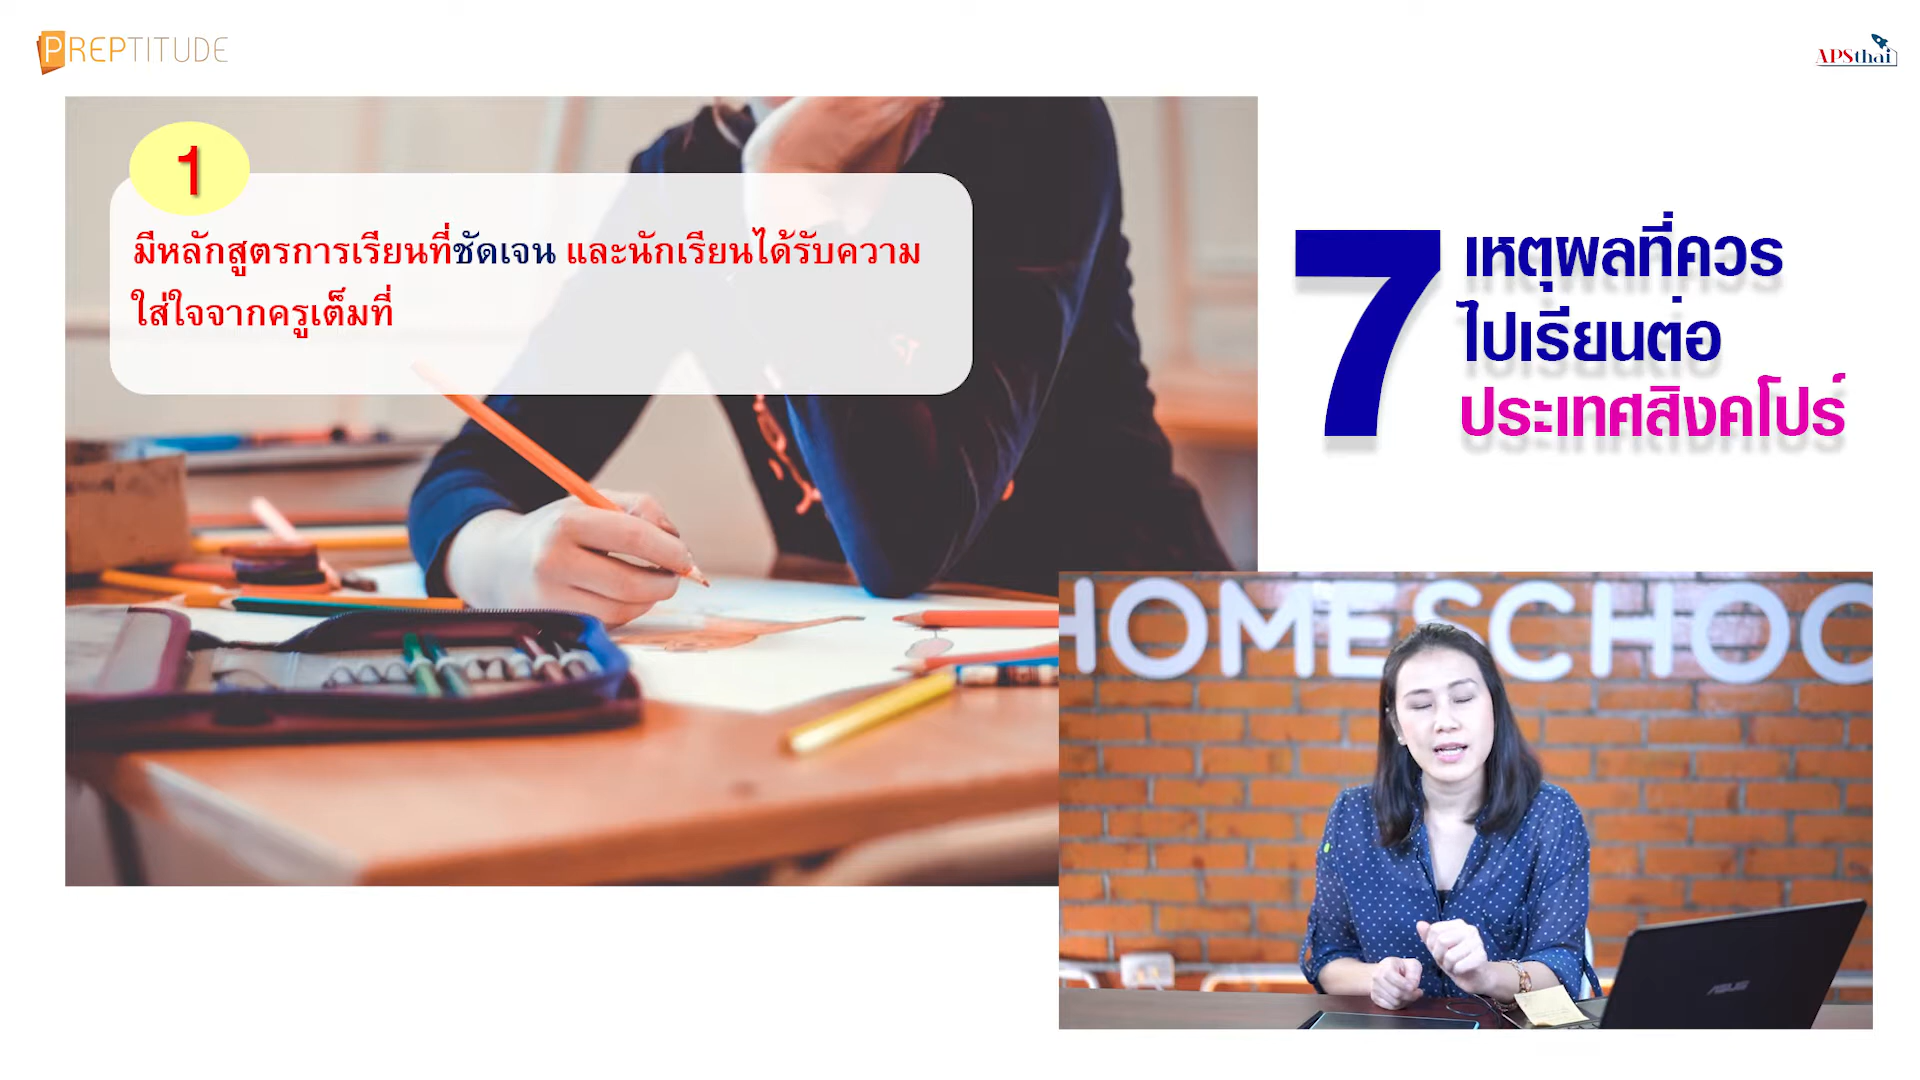 PREPTITUDE
APSthai
1
มีหลักสูตรการเรียนที่ชัดเจน และนักเรียนได้รับความ
ใส่ใจจากครูเต็มที่
7
เหตุผลที่ควร
ไปเรียนต่อ
ประเทศสิงคโปร์
HOMESCHOO
ASUS